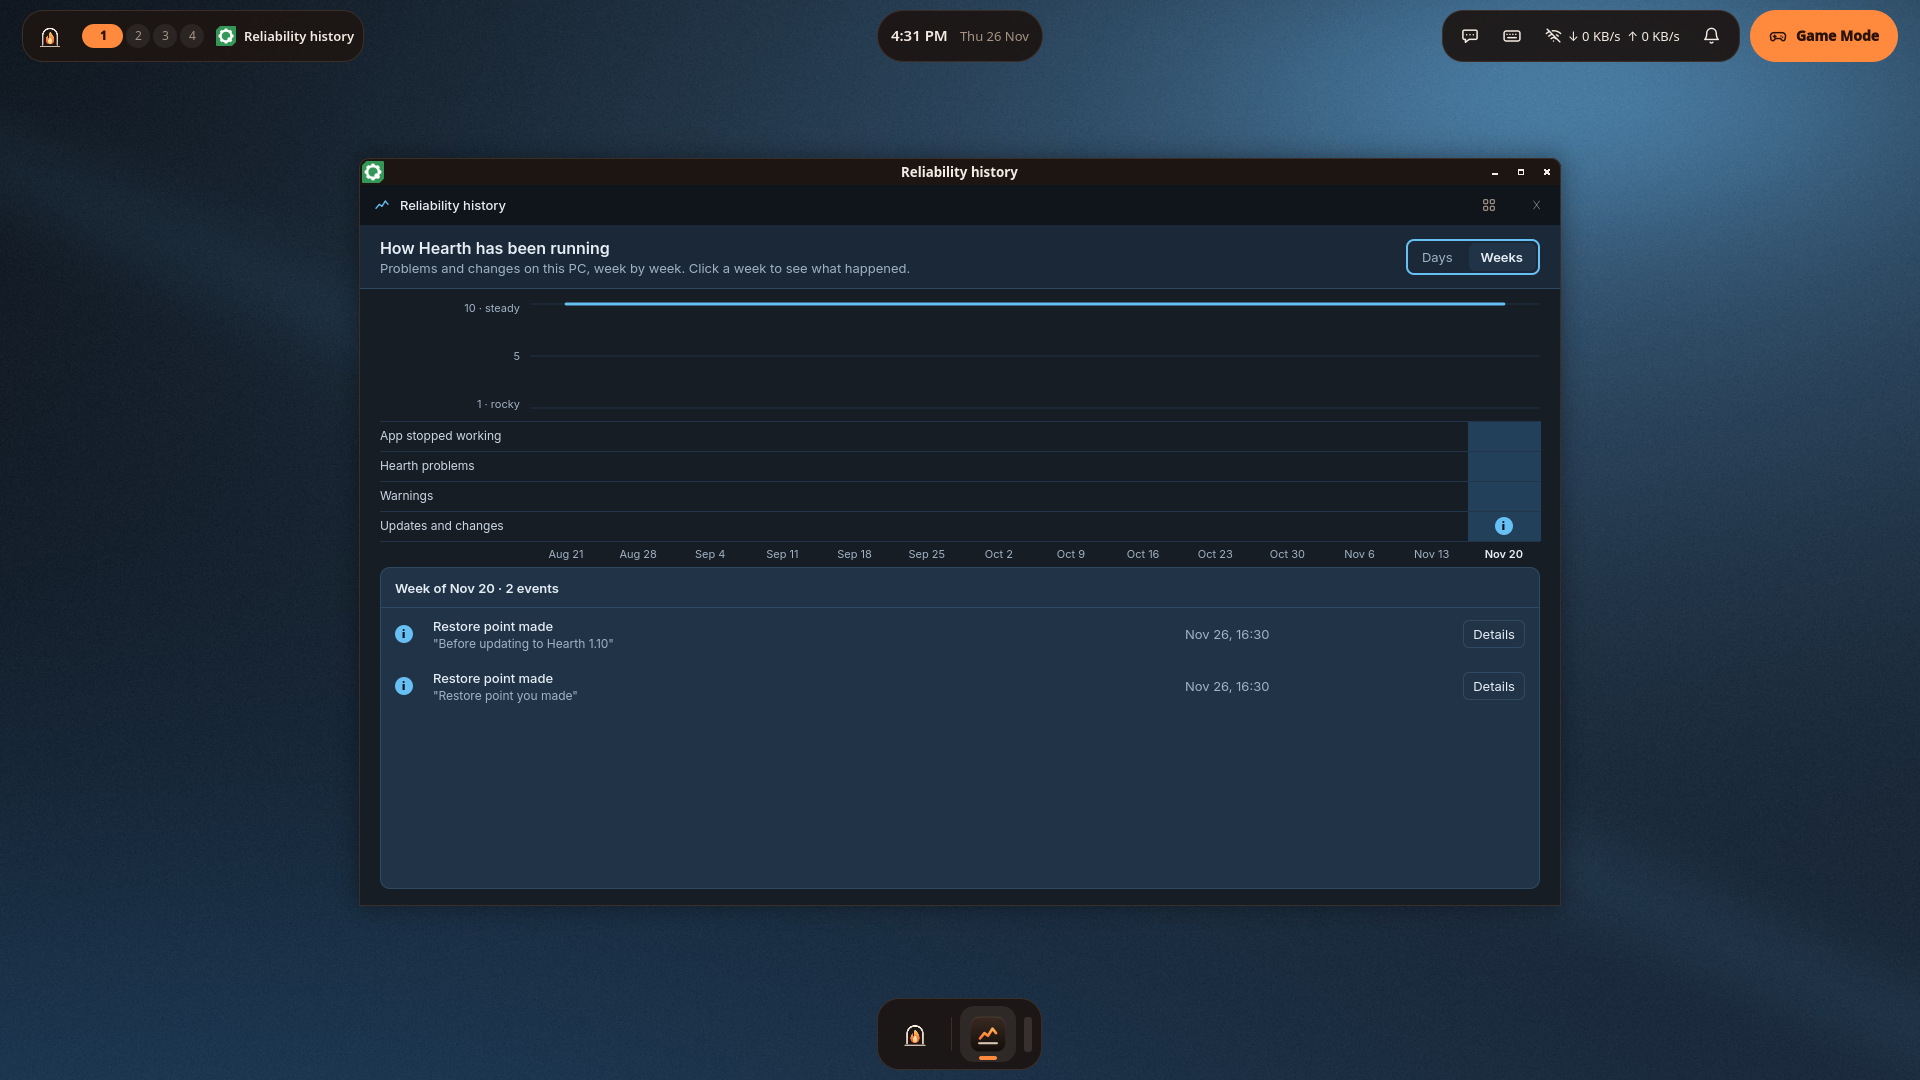 1 2 3 4 Reliability history
4:31 PM Thu 26 Nov
↓ 0 KB/s ↑ 0 KB/s
Game Mode
Reliability history
Reliability history
X
How Hearth has been running
Problems and changes on this PC, week by week. Click a week to see what happened.
Days Weeks
10 · steady
5
1 · rocky
App stopped working
Hearth problems
Warnings
Updates and changes
Aug 21 Aug 28 Sep 4 Sep 11 Sep 18 Sep 25 Oct 2 Oct 9 Oct 16 Oct 23 Oct 30 Nov 6 Nov 13 Nov 20
Week of Nov 20 · 2 events
Restore point made
"Before updating to Hearth 1.10"
Nov 26, 16:30
Details
Restore point made
"Restore point you made"
Nov 26, 16:30
Details